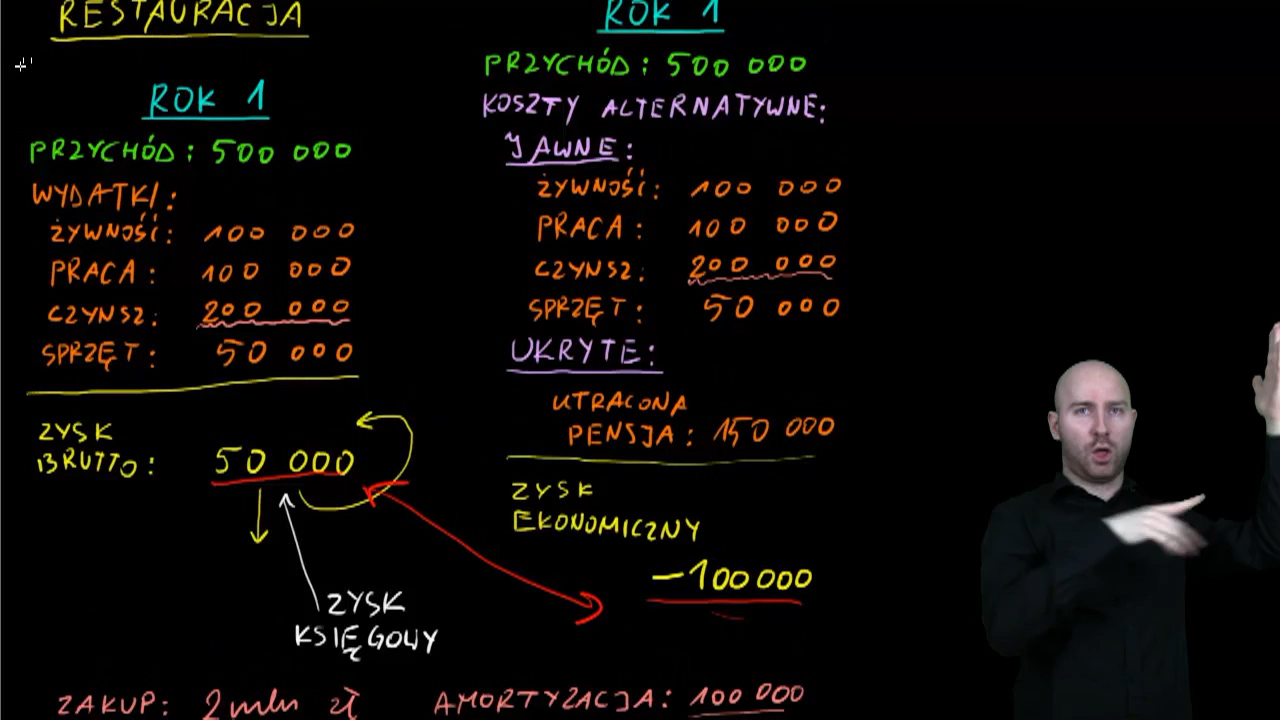 RESTAURACJA
ROK 1
PRZYCHÓD: 500 000
WYDATKI:
ŻYWNOŚĆ: 100 000
PRACA: 100 000
CZYNSZ: 200 000
SPRZĘT: 50 000
ZYSK
BRUTTO: 50 000
ZYSK
KSIĘGOWY
ROK 1
PRZYCHÓD: 500 000
KOSZTY ALTERNATYWNE:
JAWNE:
ŻYWNOŚĆ: 100 000
PRACA: 100 000
CZYNSZ: 200 000
SPRZĘT: 50 000
UKRYTE:
UTRACONA
PENSJA: 150 000
ZYSK
EKONOMICZNY
-100 000
ZAKUP: 2 mln zł
AMORTYZACJA: 100 000